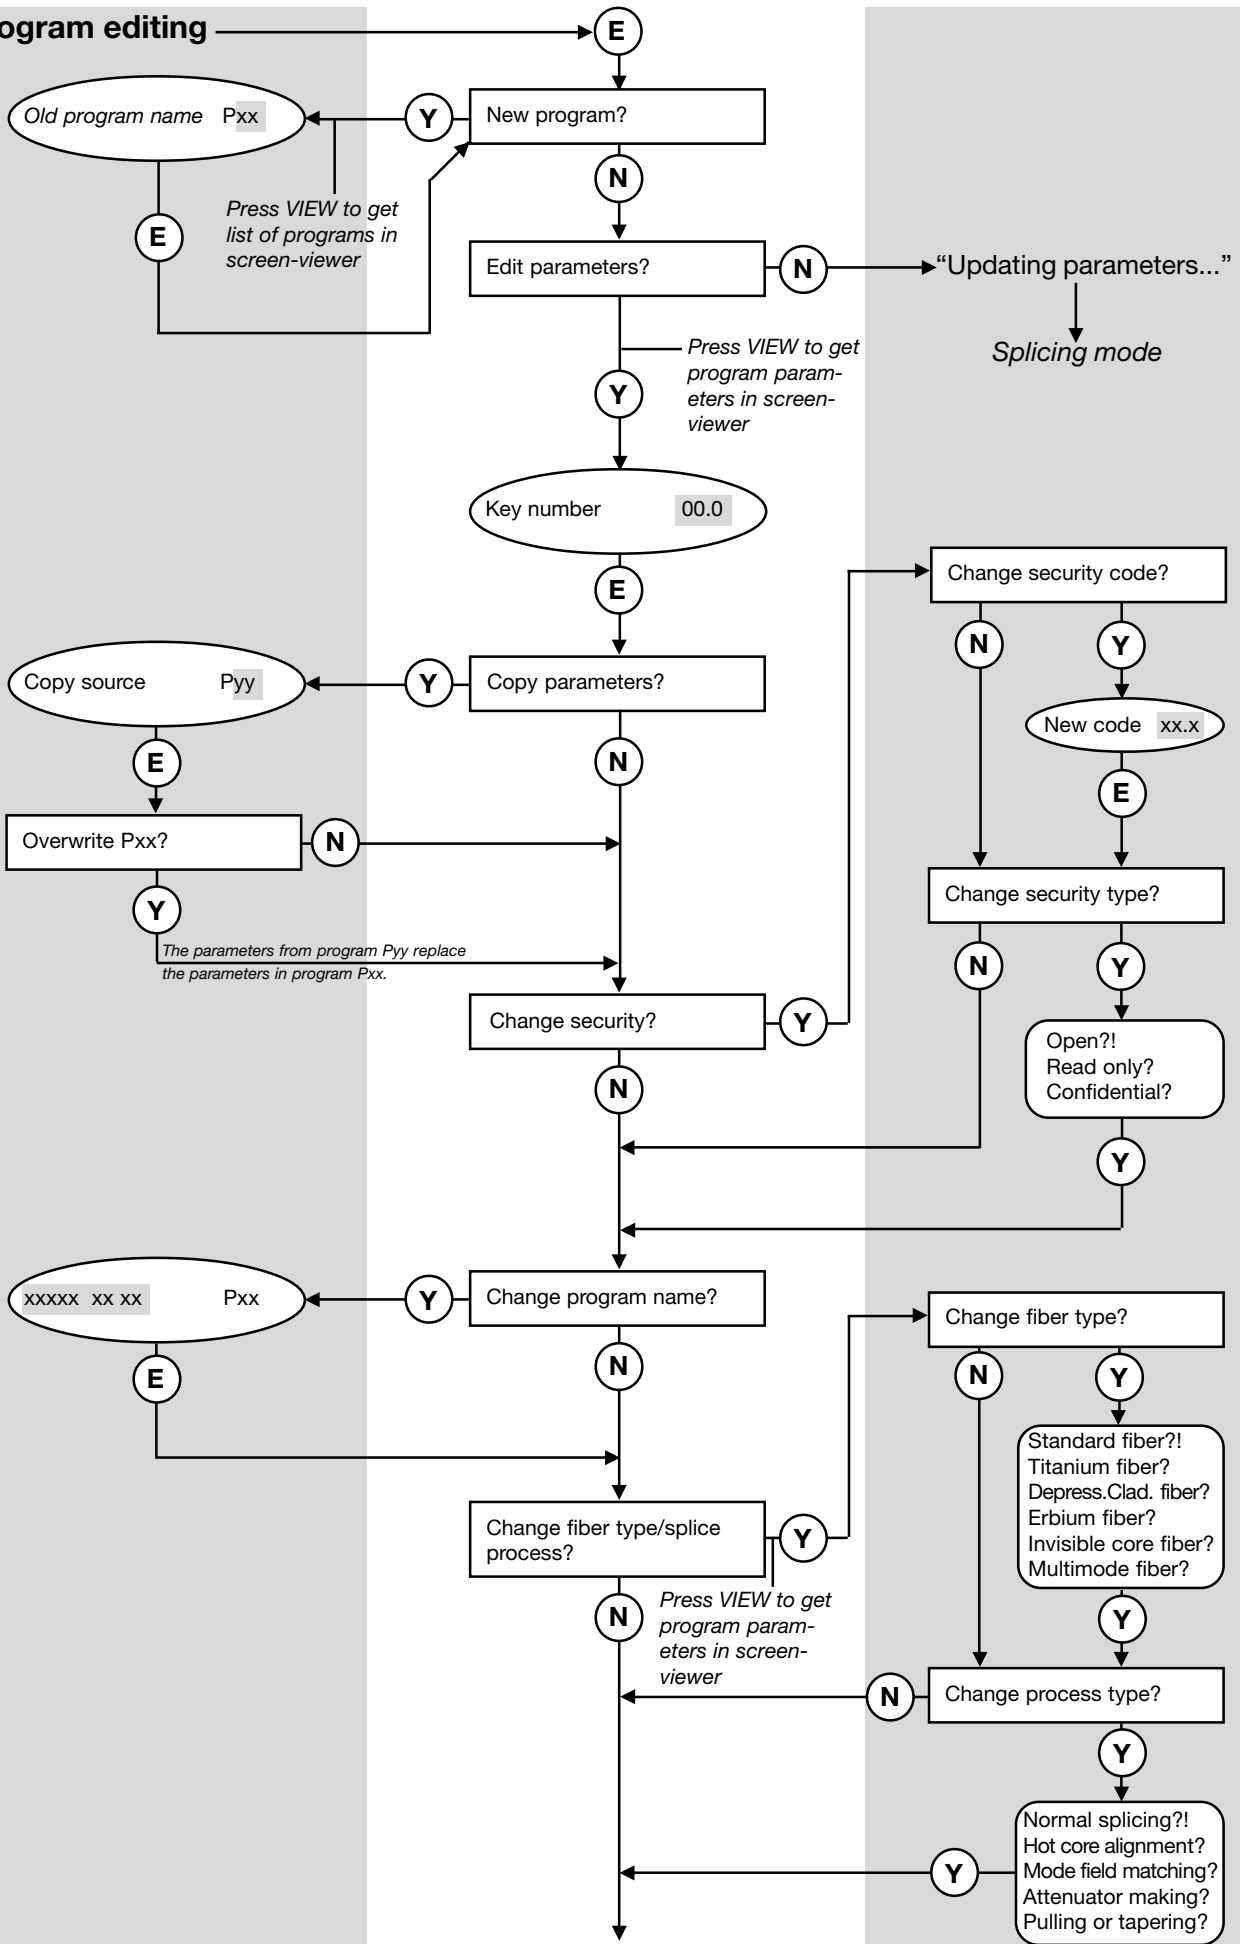 ogram editing
E
Old program name Pxx
Y
New program?
N
Press VIEW to get
list of programs in
screen-viewer
E
Edit parameters?
N
“Updating parameters...”
Splicing mode
Press VIEW to get
program param-
eters in screen-
viewer
Y
Key number 00.0
E
Change security code?
N
Y
Copy source Pyy
Y
Copy parameters?
New code xx.x
E
N
E
Overwrite Pxx?
N
Change security type?
Y
The parameters from program Pyy replace
the parameters in program Pxx.
N
Y
Change security?
Y
Open?!
Read only?
Confidential?
N
Y
xxxxx xx xx Pxx
Y
Change program name?
Change fiber type?
E
N
N
Y
Standard fiber?!
Titanium fiber?
Depress.Clad. fiber?
Erbium fiber?
Invisible core fiber?
Multimode fiber?
Change fiber type/splice
process?
Y
Press VIEW to get
program param-
eters in screen-
viewer
N
Y
N
Change process type?
Y
Normal splicing?!
Hot core alignment?
Mode field matching?
Attenuator making?
Pulling or tapering?
Y